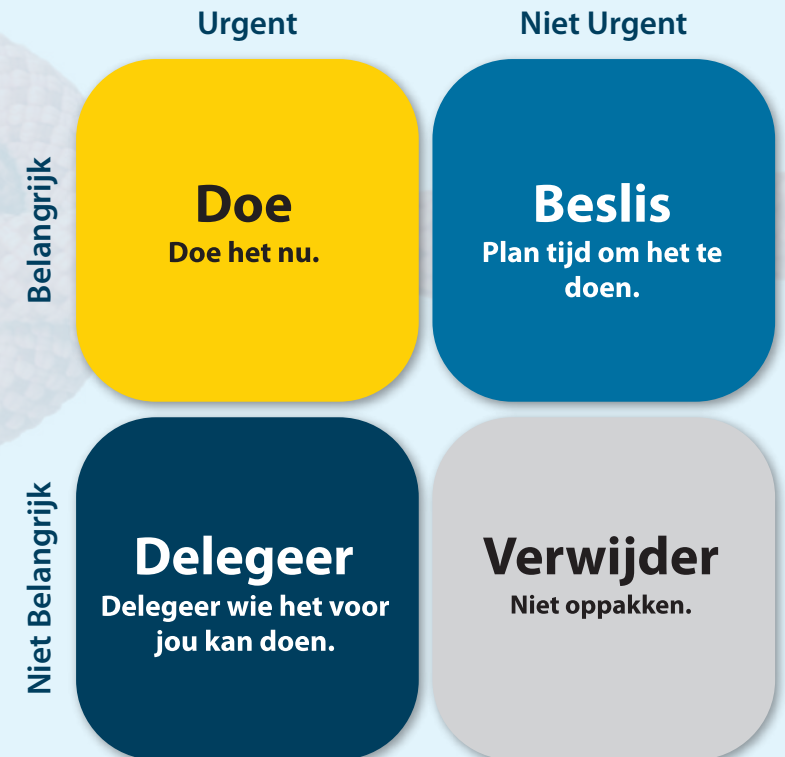 Urgent
Niet Urgent
Belangrijk
Doe
Doe het nu.
Beslis
Plan tijd om het te
doen.
Niet Belangrijk
Delegeer
Delegeer wie het voor
jou kan doen.
Verwijder
Niet oppakken.